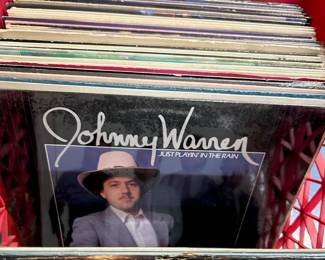 Johnny Warren
JUST PLAYIN' IN THE RAIN